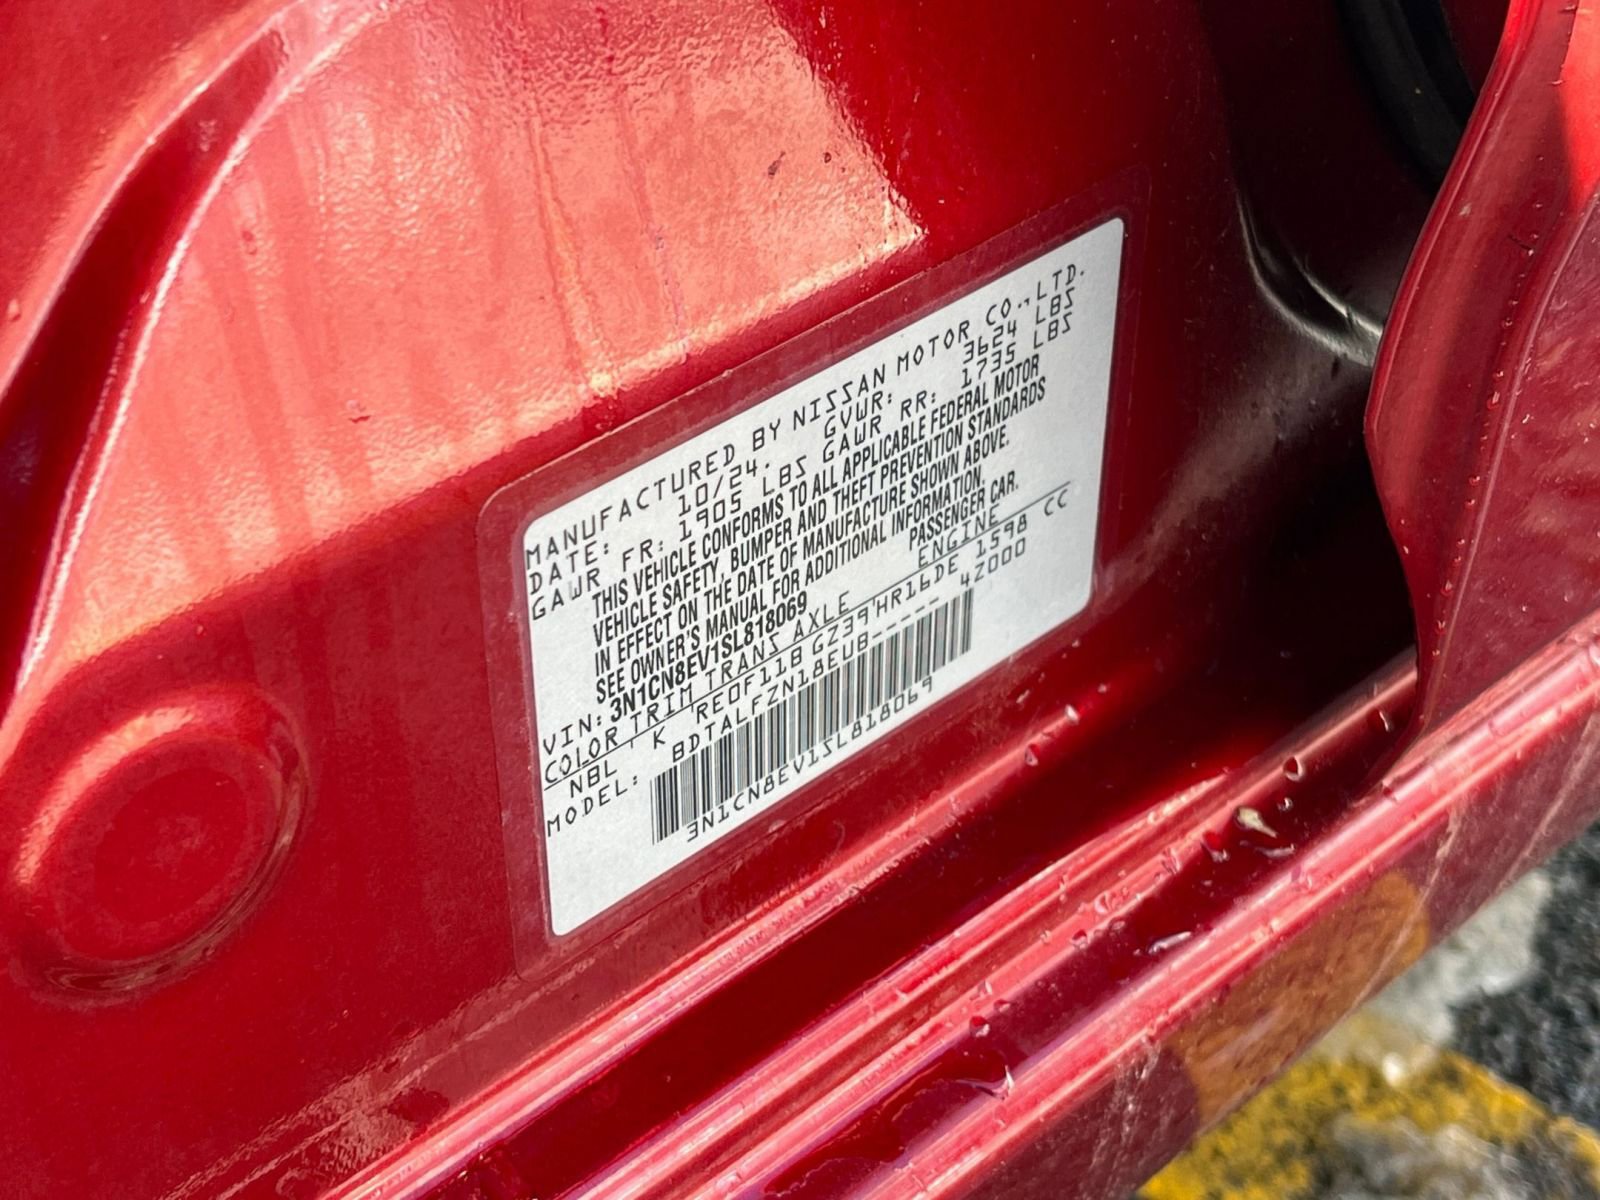 MANUFACTURED BY NISSAN MOTOR CO.,LTD.
DATE: 10/24. GVWR: 3624 LBS
GAWR FR: 1905 LBS GAWR RR: 1735 LBS
THIS VEHICLE CONFORMS TO ALL APPLICABLE FEDERAL MOTOR
VEHICLE SAFETY, BUMPER AND THEFT PREVENTION STANDARDS
IN EFFECT ON THE DATE OF MANUFACTURE SHOWN ABOVE.
SEE OWNER'S MANUAL FOR ADDITIONAL INFORMATION.
VIN: 3N1CN8EV1SL818069 PASSENGER CAR.
COLOR TRIM TRANS AXLE ENGINE
NBL ' K REOF11B GZ39'HR16DE 1598 CC
MODEL: BDTALFZN18EUB----- 4Z000
3N1CN8EV1SL818069